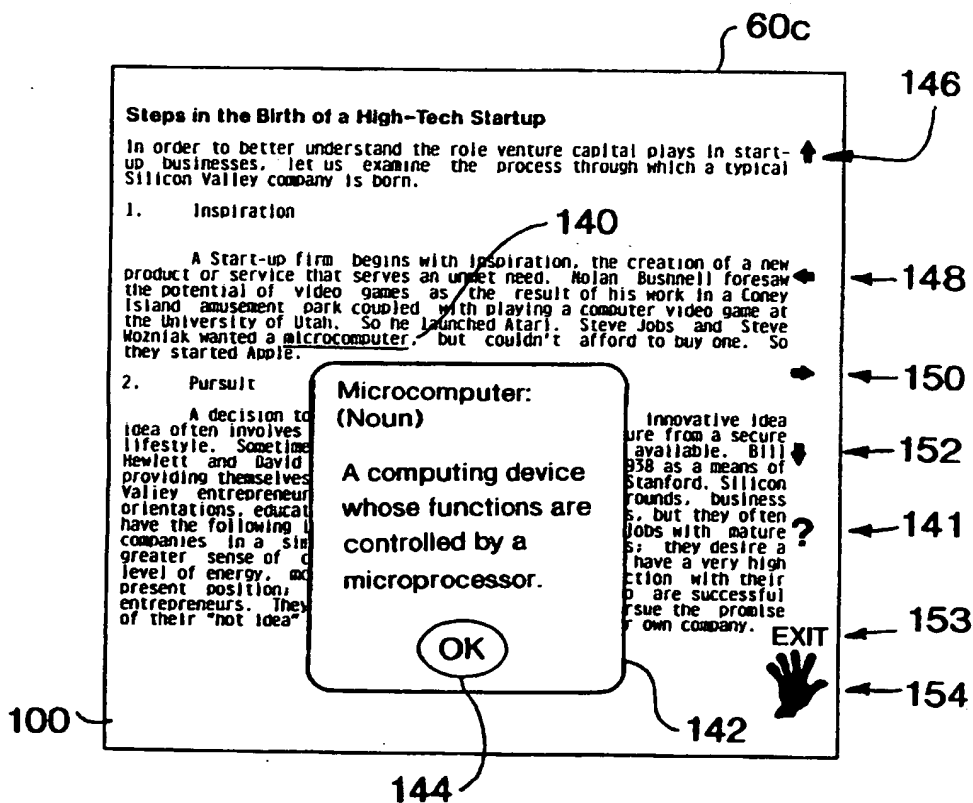 60c
146
Steps in the Birth of a High-Tech Startup
In order to better understand the role venture capital plays in start-
up businesses, let us examine the process through which a typical
Silicon Valley company is born.
1. Inspiration
140
A Start-up firm begins with inspiration, the creation of a new
product or service that serves an unmet need. Nolan Bushnell foresaw
148
the potential of video games as the result of his work in a Coney
Island amusement park coupled with playing a computer video game at
the University of Utah. So he launched Atari. Steve Jobs and Steve
Wozniak wanted a microcomputer, but couldn't afford to buy one. So
they started Apple.
150
2. Pursuit
Microcomputer:
(Noun)
A computing device
whose functions are
controlled by a
microprocessor.
OK
A decision to innovative idea
idea often involves ure from a secure
lifestyle. Sometime available. Bill
152
Hewlett and David 938 as a means of
providing themselves Stanford. Silicon
Valley entrepreneur rounds, business
orientations, educat s, but they often
have the following jobs with mature
? 141
companies in a si s; they desire a
greater sense of have a very high
level of energy, ction with their
present position, are successful
entrepreneurs. They rsue the promise
of their "hot idea" own company.
EXIT
153
154
100
142
144